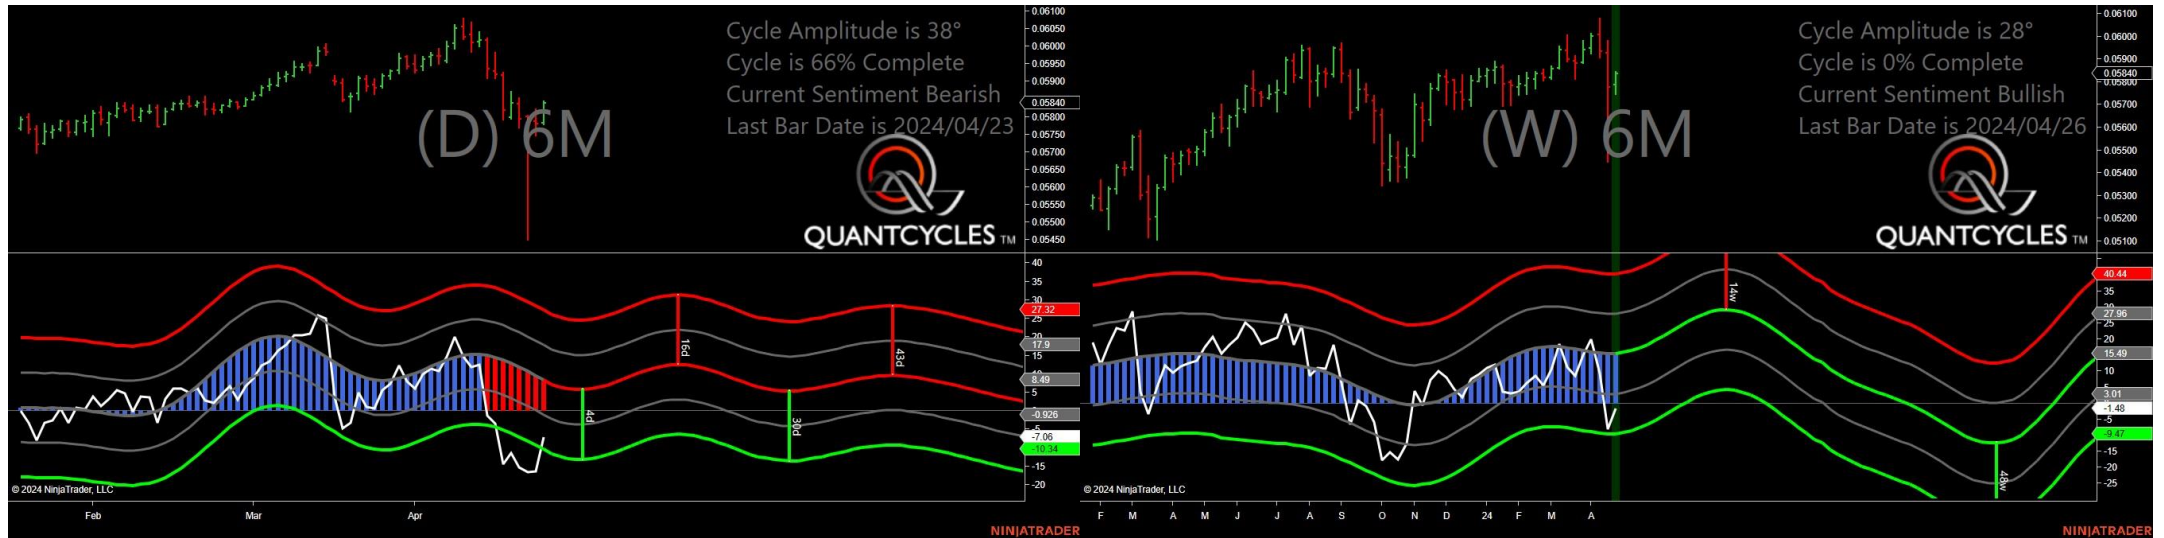 Cycle Amplitude is 38°
Cycle is 66% Complete
Current Sentiment Bearish
Last Bar Date is 2024/04/23
(D) 6M
QUANTCYCLES TM
0.06100
0.06050
0.06000
0.05950
0.05900
0.05840
0.05800
0.05750
0.05700
0.05650
0.05600
0.05550
0.05500
0.05450
40
35
30
27.32
25
20
17.9
15
8.49
5
-0.926
-5
-7.06
-10.34
-15
-20
4d
16d
30d
43d
© 2024 NinjaTrader, LLC
Feb
Mar
Apr
NINJATRADER
Cycle Amplitude is 28°
Cycle is 0% Complete
Current Sentiment Bullish
Last Bar Date is 2024/04/26
(W) 6M
QUANTCYCLES TM
0.06100
0.06000
0.05900
0.05840
0.05800
0.05700
0.05600
0.05500
0.05400
0.05300
0.05200
0.05100
40.44
35
30
27.96
25
20
15.49
10
5
3.01
-1.48
-5
-9.47
-15
-20
-25
14w
48w
© 2024 NinjaTrader, LLC
F M A M J J A S O N D 24 F M A
NINJATRADER